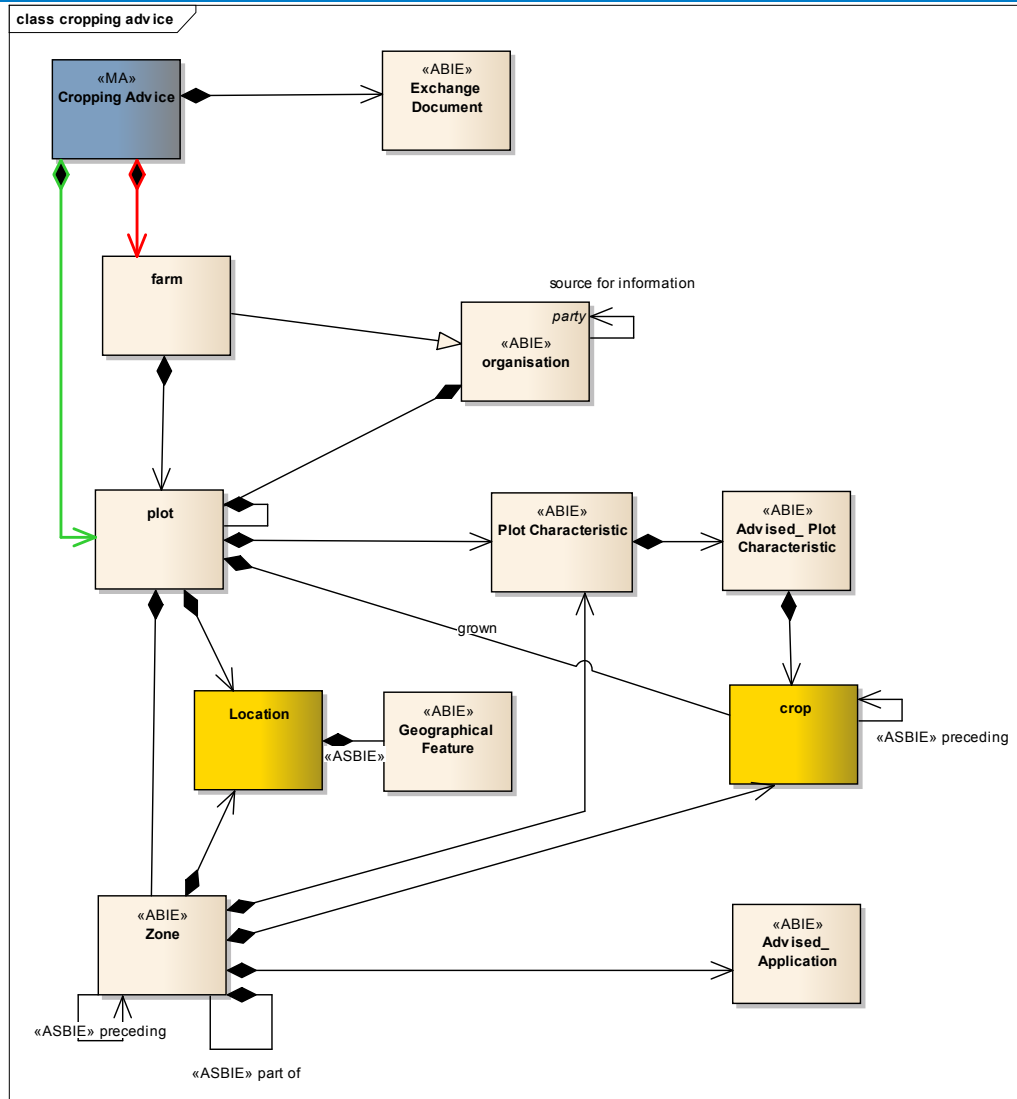 class cropping advice
«MA»
Cropping Advice
«ABIE»
Exchange
Document
farm
source for information
party
«ABIE»
organisation
plot
«ABIE»
Plot Characteristic
«ABIE»
Advised_ Plot
Characteristic
grown
Location
«ASBIE»
«ABIE»
Geographical
Feature
crop
«ASBIE» preceding
«ABIE»
Zone
«ABIE»
Advised_
Application
«ASBIE» preceding
«ASBIE» part of